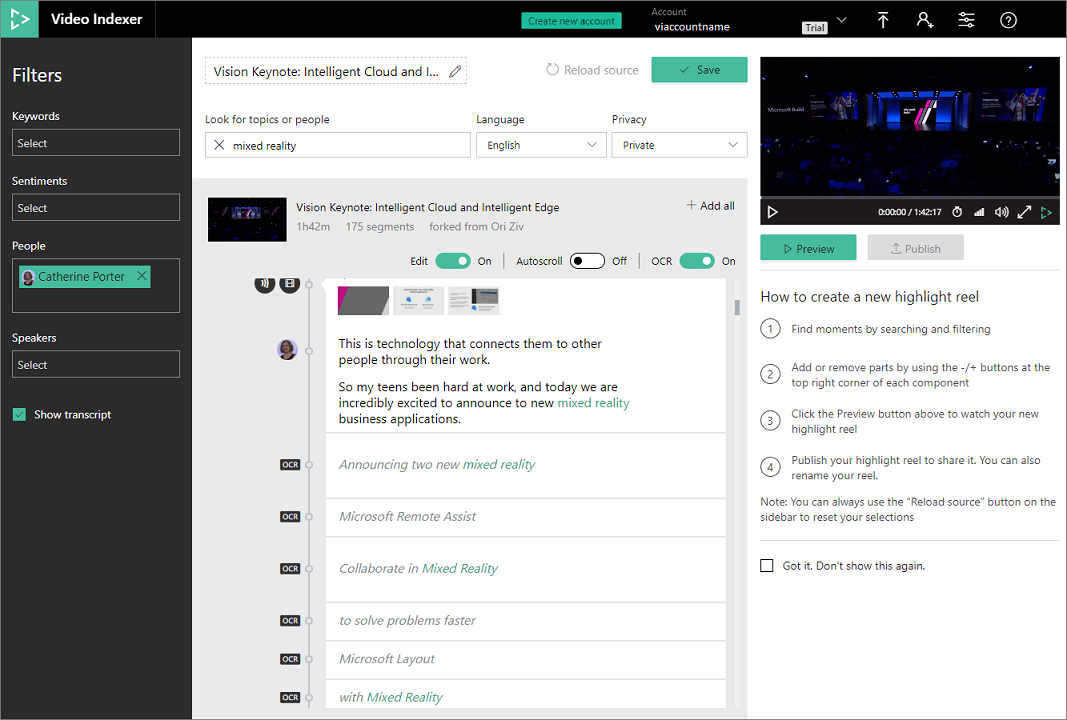 Video Indexer
Create new account
Account
viaccountname
Trial
Filters
Keywords
Select
Sentiments
Select
People
Catherine Porter
Speakers
Select
Show transcript
Vision Keynote: Intelligent Cloud and I...
Reload source
Save
Look for topics or people
mixed reality
Language
English
Privacy
Private
Vision Keynote: Intelligent Cloud and Intelligent Edge
1h42m 175 segments forked from Ori Ziv
+ Add all
Edit On Autoscroll Off OCR On
This is technology that connects them to other
people through their work.
So my teens been hard at work, and today we are
incredibly excited to announce to new mixed reality
business applications.
OCR Announcing two new mixed reality
OCR Microsoft Remote Assist
OCR Collaborate in Mixed Reality
OCR to solve problems faster
OCR Microsoft Layout
OCR with Mixed Reality
Microsoft Build
0:00:00 / 1:42:17
Preview
Publish
How to create a new highlight reel
1 Find moments by searching and filtering
2 Add or remove parts by using the -/+ buttons at the
top right corner of each component
3 Click the Preview button above to watch your new
highlight reel
4 Publish your highlight reel to share it. You can also
rename your reel.
Note: You can always use the “Reload source” button on the
sidebar to reset your selections
Got it. Don't show this again.